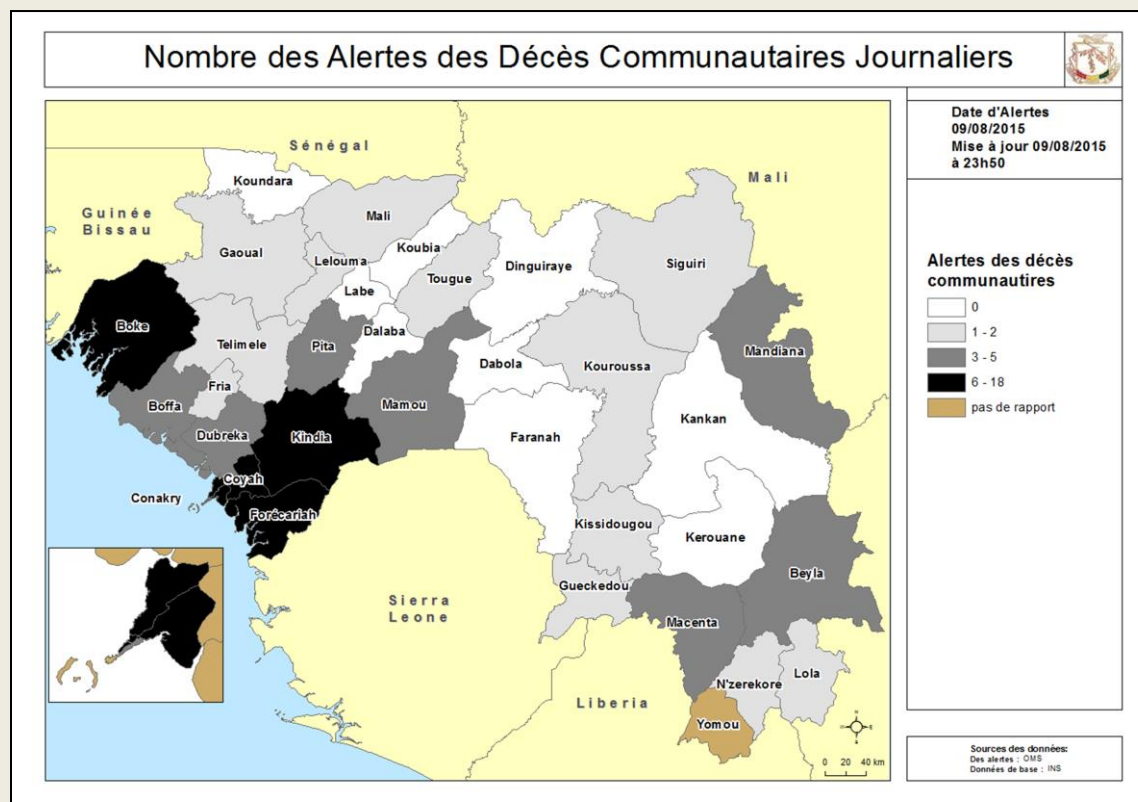 Nombre des Alertes des Décès Communautaires Journaliers
Date d'Alertes
09/08/2015
Mise à jour 09/08/2015
à 23h50
Alertes des décès
communautires
0
1 - 2
3 - 5
6 - 18
pas de rapport
Sénégal
Mali
Guinée
Bissau
Koundara
Mali
Gaoual
Koubia
Lelouma
Tougue
Dinguiraye
Siguiri
Labe
Boke
Telimele
Pita
Dalaba
Dabola
Kouroussa
Mandiana
Fria
Boffa
Mamou
Kankan
Dubreka
Kindia
Faranah
Coyah
Conakry
Forécariah
Kissidougou
Kerouane
Gueckedou
Beyla
Sierra
Leone
Macenta
N'zerekore
Lola
Liberia
Yomou
N
E
S
0 20 40 km
Sources des données:
Des alertes : OMS
Données de base : INS